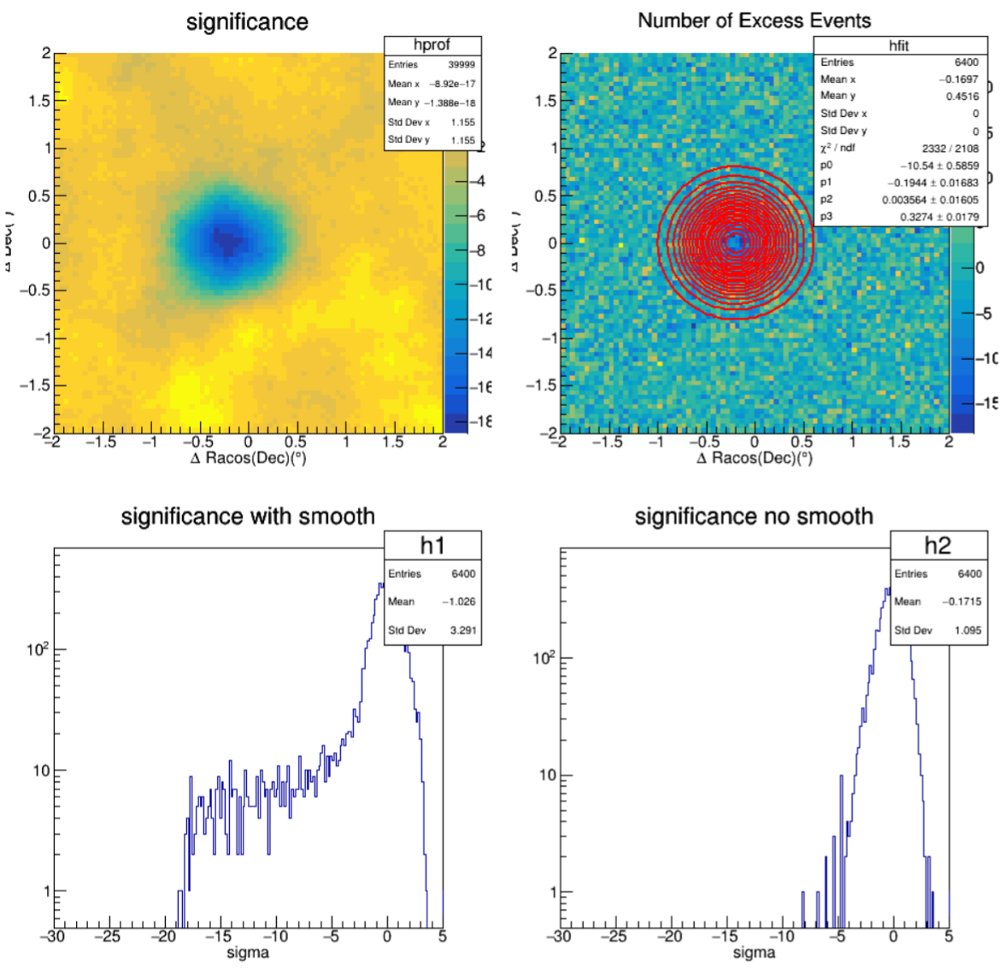 significance
hprof
Entries 39999
Mean x −8.92e−17
Mean y −1.388e−18
Std Dev x 1.155
Std Dev y 1.155
2
1.5
1
0.5
0
−0.5
−1
−1.5
−2
−2 −1.5 −1 −0.5 0 0.5 1 1.5 2
Δ Racos(Dec)(°)
−4
−6
−8
−10
−12
−14
−16
−18
Number of Excess Events
hfit
Entries 6400
Mean x −0.1697
Mean y 0.4516
Std Dev x 0
Std Dev y 0
χ² / ndf 2332 / 2108
p0 −10.54 ± 0.5859
p1 −0.1944 ± 0.01683
p2 0.003564 ± 0.01605
p3 0.3274 ± 0.0179
2
1.5
1
0.5
0
−0.5
−1
−1.5
−2
−2 −1.5 −1 −0.5 0 0.5 1 1.5 2
Δ Racos(Dec)(°)
0
−5
−10
−15
significance with smooth
h1
Entries 6400
Mean −1.026
Std Dev 3.291
10²
10
1
−30 −25 −20 −15 −10 −5 0 5
sigma
significance no smooth
h2
Entries 6400
Mean −0.1715
Std Dev 1.095
10²
10
1
−30 −25 −20 −15 −10 −5 0 5
sigma